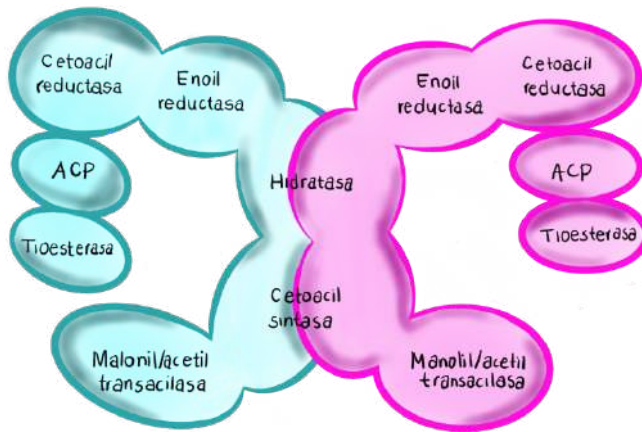 Cetoacil
reductasa
Enoil
reductasa
ACP
Tioesterasa
Malonil/acetil
transacilasa
Hidratasa
Cetoacil
sintasa
Enoil
reductasa
Cetoacil
reductasa
ACP
Tioesterasa
Manolil/acetil
transacilasa